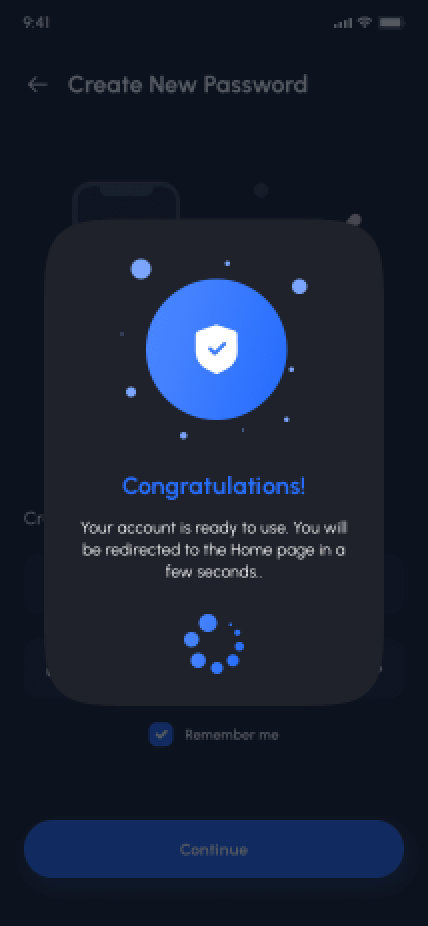 9:41
Create New Password
Congratulations!
Your account is ready to use. You will
be redirected to the Home page in a
few seconds..
Remember me
Continue